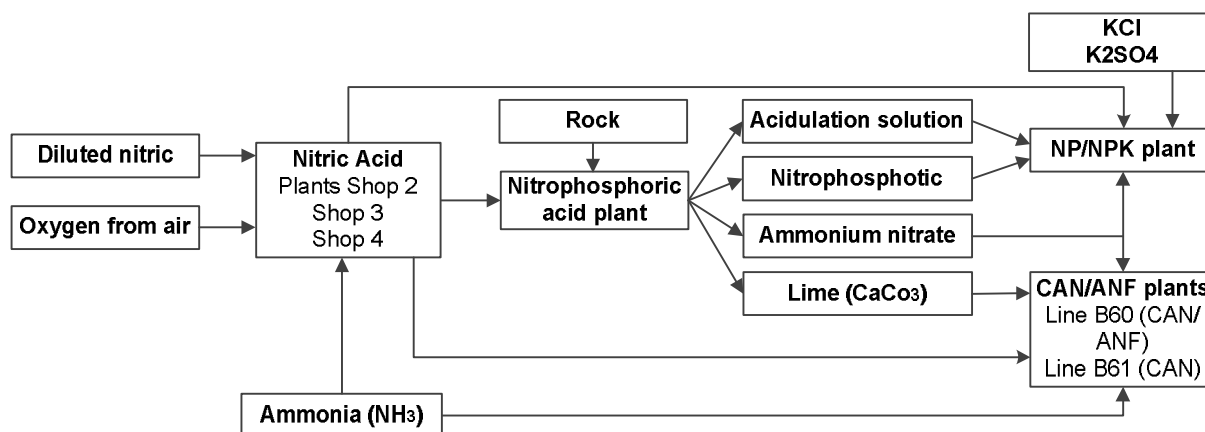 KCl
K2SO4
Rock
Acidulation solution
Diluted nitric
Nitric Acid
Plants Shop 2
Shop 3
Shop 4
NP/NPK plant
Nitrophosphoric
acid plant
Nitrophosphotic
Oxygen from air
Ammonium nitrate
Lime (CaCo3)
CAN/ANF plants
Line B60 (CAN/
ANF)
Line B61 (CAN)
Ammonia (NH3)